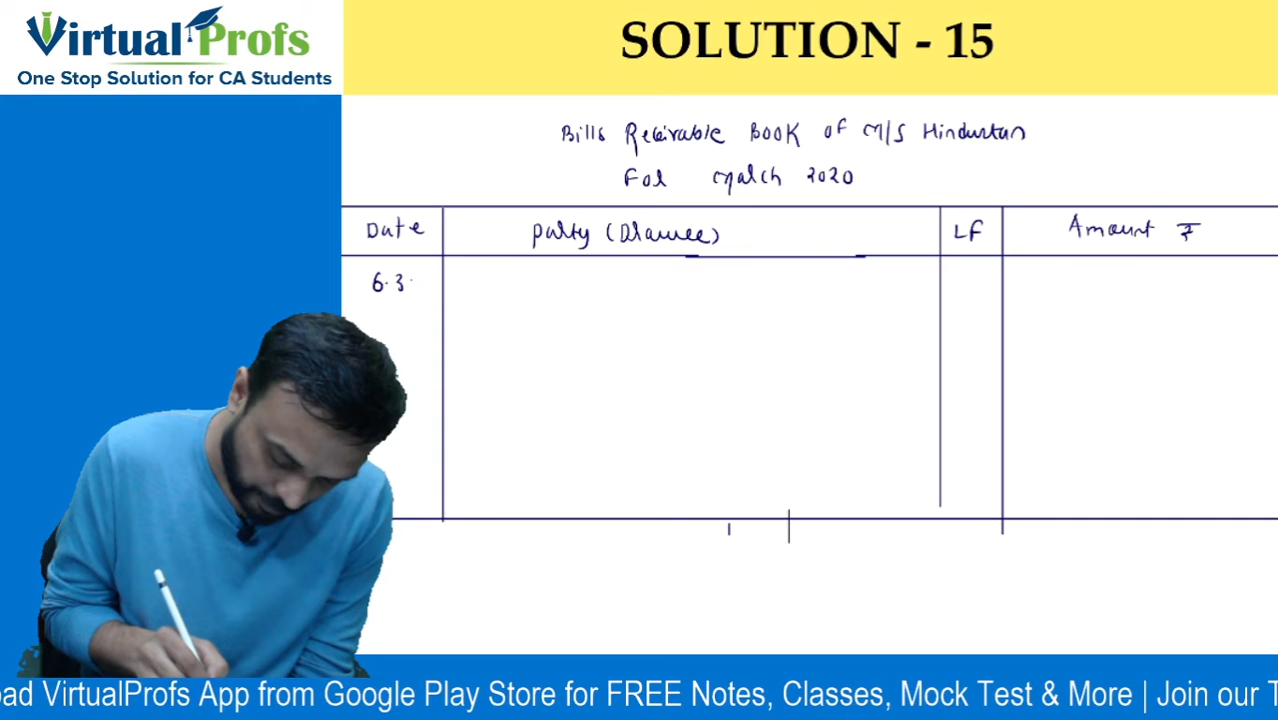 Virtual Profs
One Stop Solution for CA Students
SOLUTION - 15
Bills Receivable Book of M/S Hindustan
For March 2020
Date Party (Drawee) LF Amount ₹
6.3.
oad VirtualProfs App from Google Play Store for FREE Notes, Classes, Mock Test & More | Join our T